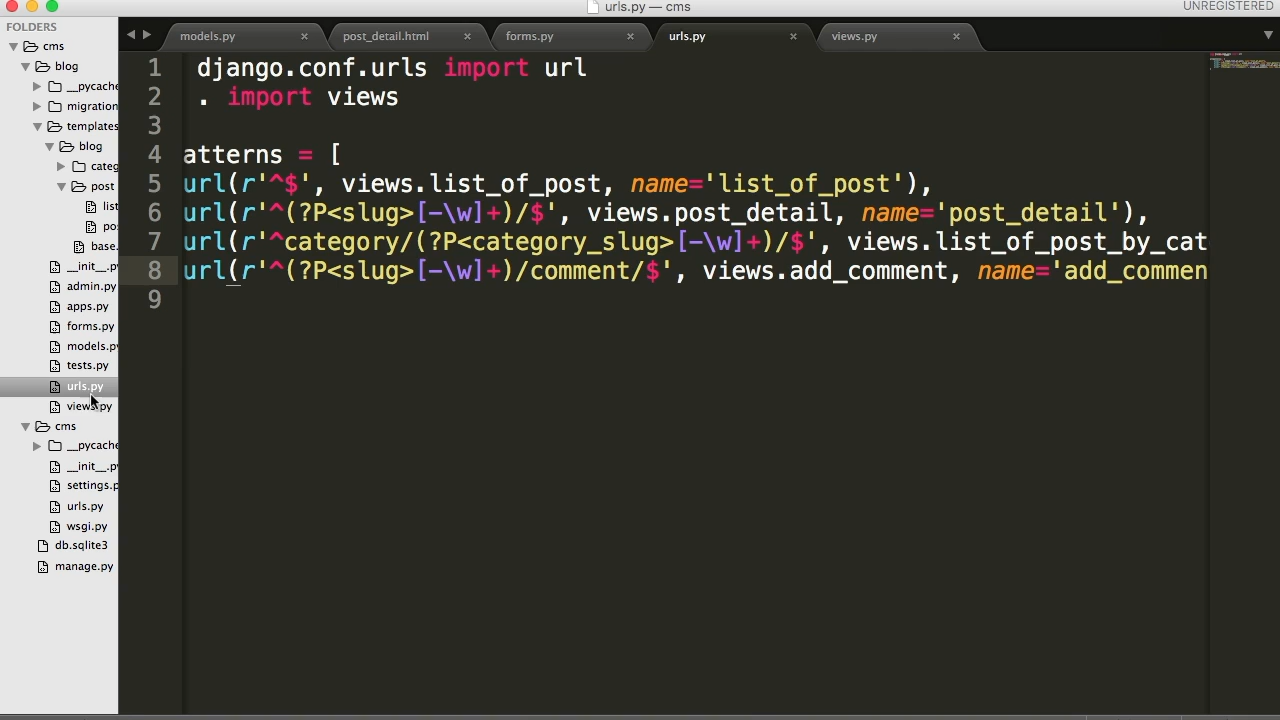 urls.py — cms
UNREGISTERED
FOLDERS
cms
blog
__pycache
migration
templates
blog
categ
post
list
pos
base.
__init__.py
admin.py
apps.py
forms.py
models.py
tests.py
urls.py
views.py
cms
__pycache
__init__.py
settings.p
urls.py
wsgi.py
db.sqlite3
manage.py
models.py
post_detail.html
forms.py
urls.py
views.py
1 django.conf.urls import url
2 . import views
3
4 atterns = [
5 url(r'^$', views.list_of_post, name='list_of_post'),
6 url(r'^(?P<slug>[-\w]+)/$', views.post_detail, name='post_detail'),
7 url(r'^category/(?P<category_slug>[-\w]+)/$', views.list_of_post_by_cat
8 url(r'^(?P<slug>[-\w]+)/comment/$', views.add_comment, name='add_commen
9